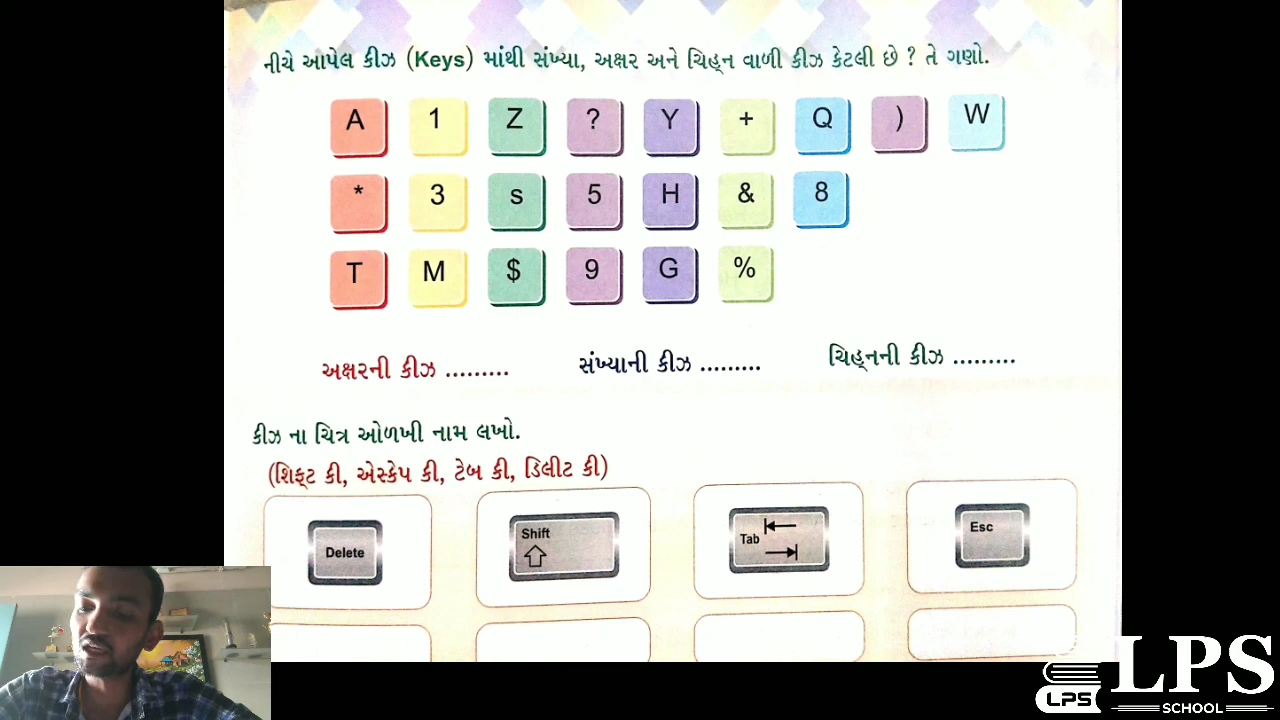 નીચે આપેલ કીઝ (Keys) માંથી સંખ્યા, અક્ષર અને ચિહ્ન વાળી કીઝ કેટલી છે ? તે ગણો.
A 1 Z ? Y + Q ) W
* 3 s 5 H & 8
T M $ 9 G %
અક્ષરની કીઝ ......... સંખ્યાની કીઝ ......... ચિહ્નની કીઝ .........
કીઝ ના ચિત્ર ઓળખી નામ લખો.
(શિફ્ટ કી, એસ્કેપ કી, ટેબ કી, ડિલીટ કી)
Delete Shift Tab Esc
LPS
LPS
SCHOOL